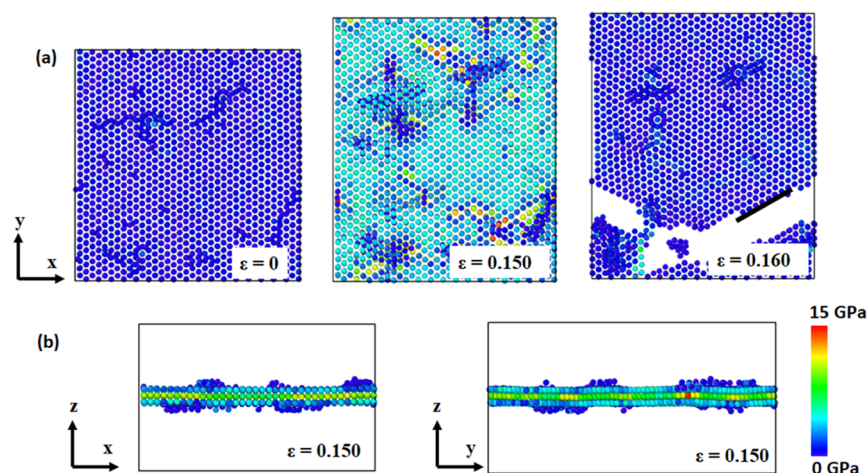 (a)
y
x
ε = 0
ε = 0.150
ε = 0.160
(b)
z
x
ε = 0.150
z
y
ε = 0.150
15 GPa
0 GPa